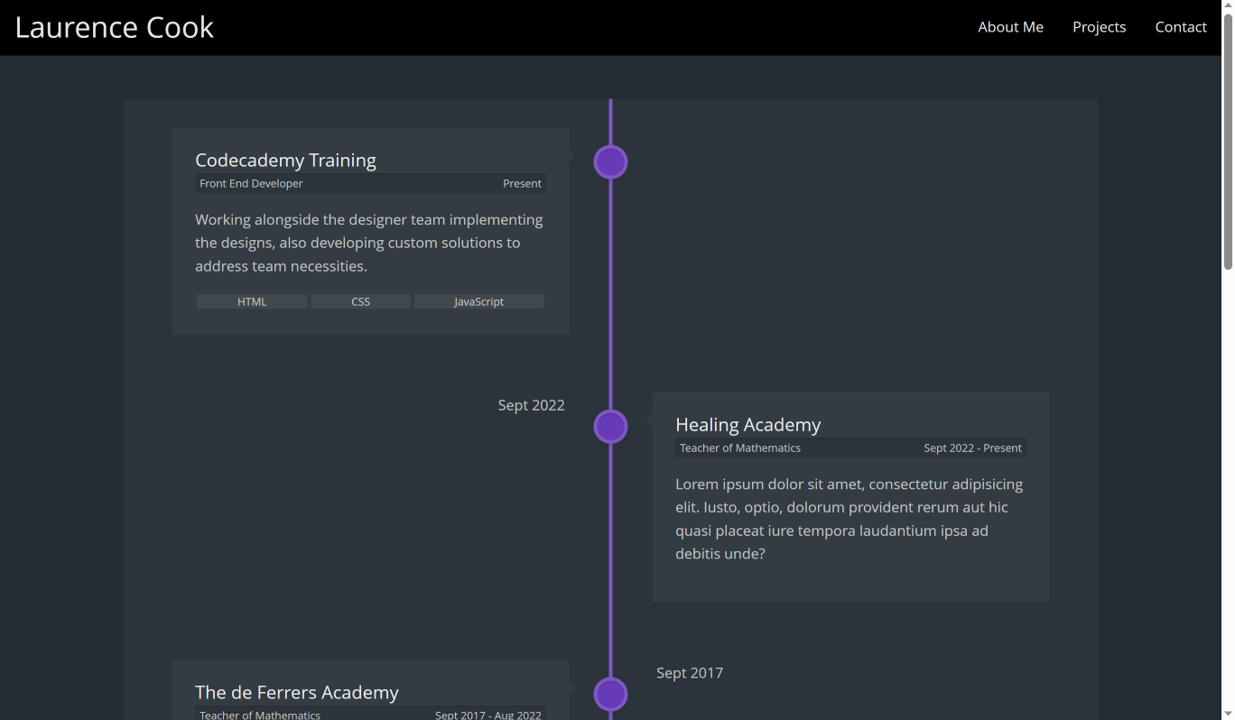 Laurence Cook
About Me Projects Contact
Codecademy Training
Front End Developer Present
Working alongside the designer team implementing
the designs, also developing custom solutions to
address team necessities.
HTML CSS JavaScript
Sept 2022
Healing Academy
Teacher of Mathematics Sept 2022 - Present
Lorem ipsum dolor sit amet, consectetur adipisicing
elit. Iusto, optio, dolorum provident rerum aut hic
quasi placeat iure tempora laudantium ipsa ad
debitis unde?
Sept 2017
The de Ferrers Academy
Teacher of Mathematics Sept 2017 - Aug 2022